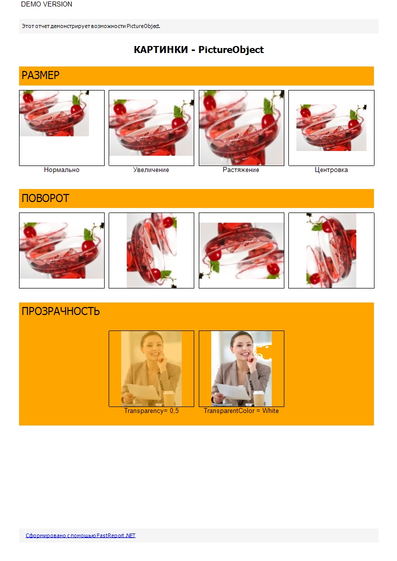 DEMO VERSION
Этот отчет демонстрирует возможности PictureObject.
КАРТИНКИ - PictureObject
РАЗМЕР
Нормально Увеличение Растяжение Центровка
ПОВОРОТ
ПРОЗРАЧНОСТЬ
Transparency= 0.5 TransparentColor = White
Сформировано с помощью FastReport.NET